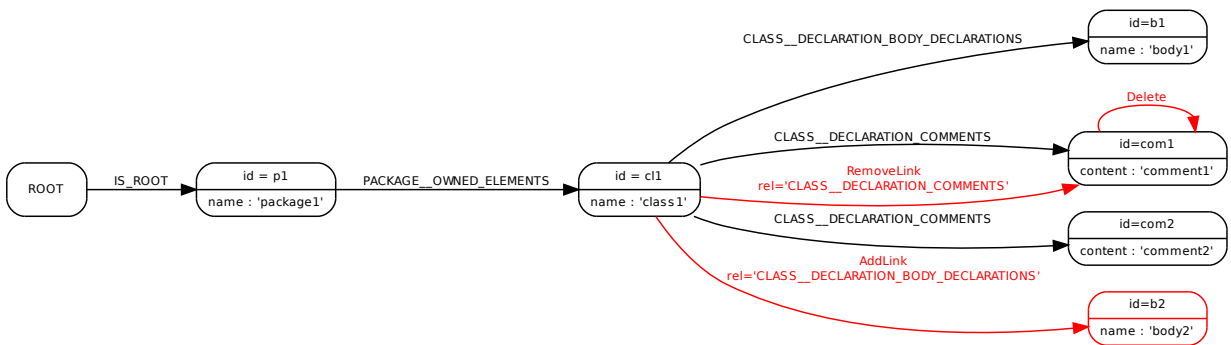 ROOT
IS_ROOT
id = p1
name : 'package1'
PACKAGE__OWNED_ELEMENTS
id = cl1
name : 'class1'
CLASS__DECLARATION_BODY_DECLARATIONS
id=b1
name : 'body1'
Delete
CLASS__DECLARATION_COMMENTS
id=com1
content : 'comment1'
RemoveLink
rel='CLASS__DECLARATION_COMMENTS'
CLASS__DECLARATION_COMMENTS
id=com2
content : 'comment2'
AddLink
rel='CLASS__DECLARATION_BODY_DECLARATIONS'
id=b2
name : 'body2'